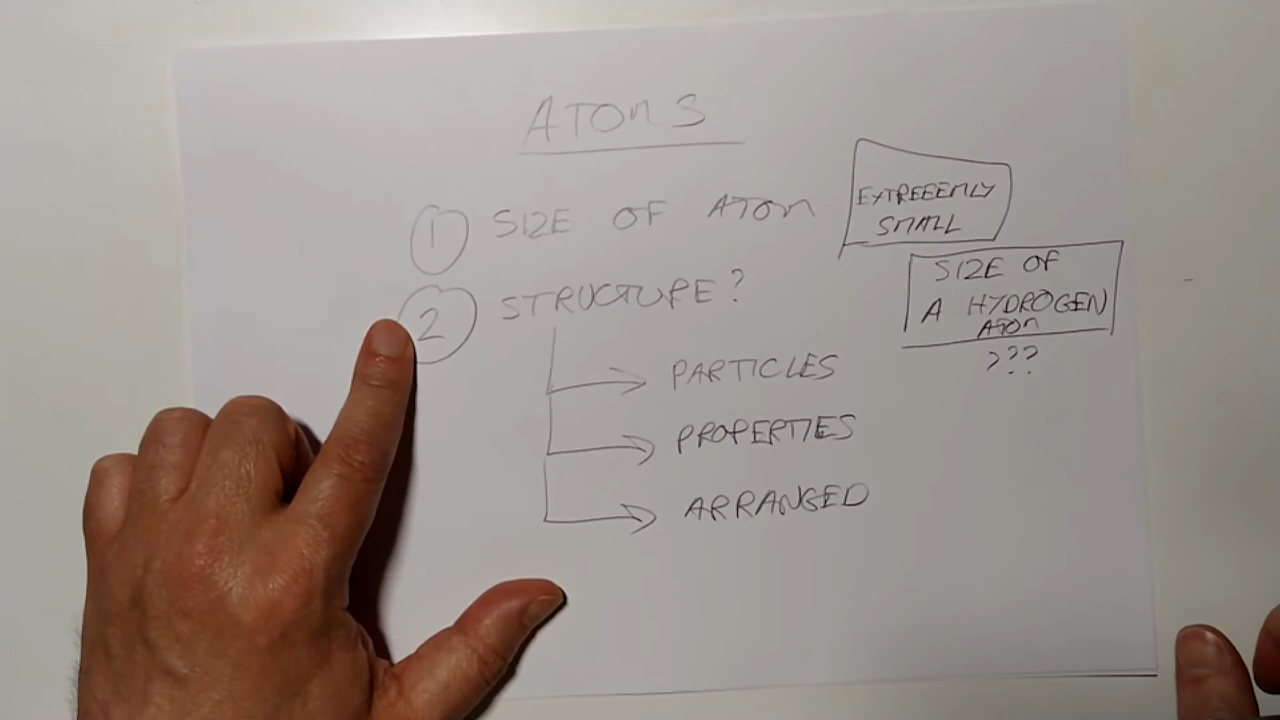 ATOMS
1 SIZE OF ATOM
EXTREEEMLY
SMALL
SIZE OF
A HYDROGEN
ATOM
???
2 STRUCTURE?
PARTICLES
PROPERTIES
ARRANGED